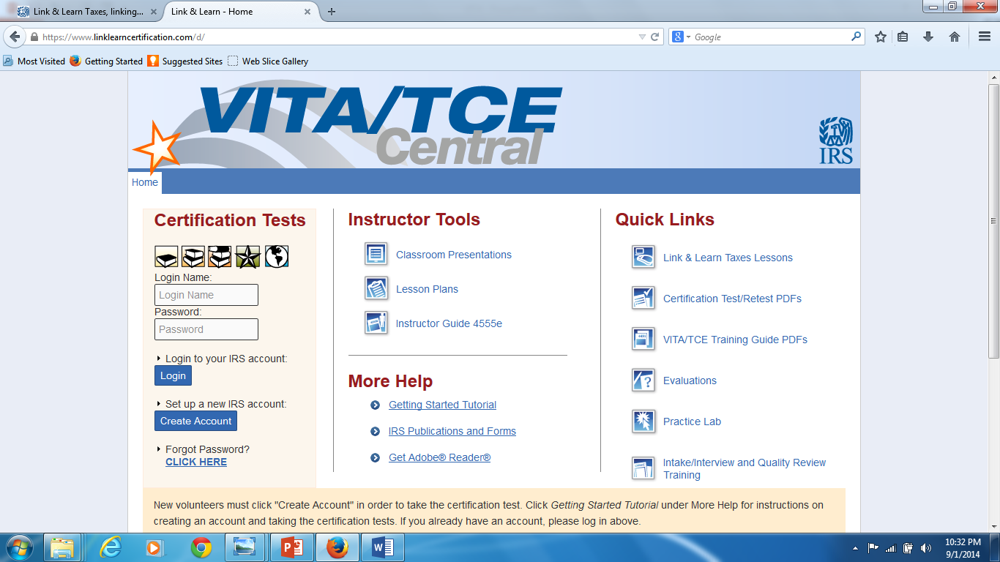 Link & Learn Taxes, linking...
Link & Learn - Home
https://www.linklearncertification.com/d/
Google
Most Visited
Getting Started
Suggested Sites
Web Slice Gallery
VITA/TCE
Central
IRS
Home
Certification Tests
Login Name:
Login Name
Password:
Password
Login to your IRS account:
Login
Set up a new IRS account:
Create Account
Forgot Password?
CLICK HERE
Instructor Tools
Classroom Presentations
Lesson Plans
Instructor Guide 4555e
More Help
Getting Started Tutorial
IRS Publications and Forms
Get Adobe® Reader®
Quick Links
Link & Learn Taxes Lessons
Certification Test/Retest PDFs
VITA/TCE Training Guide PDFs
Evaluations
Practice Lab
Intake/Interview and Quality Review
Training
New volunteers must click "Create Account" in order to take the certification test. Click Getting Started Tutorial under More Help for instructions on
creating an account and taking the certification tests. If you already have an account, please log in above.
10:32 PM
9/1/2014